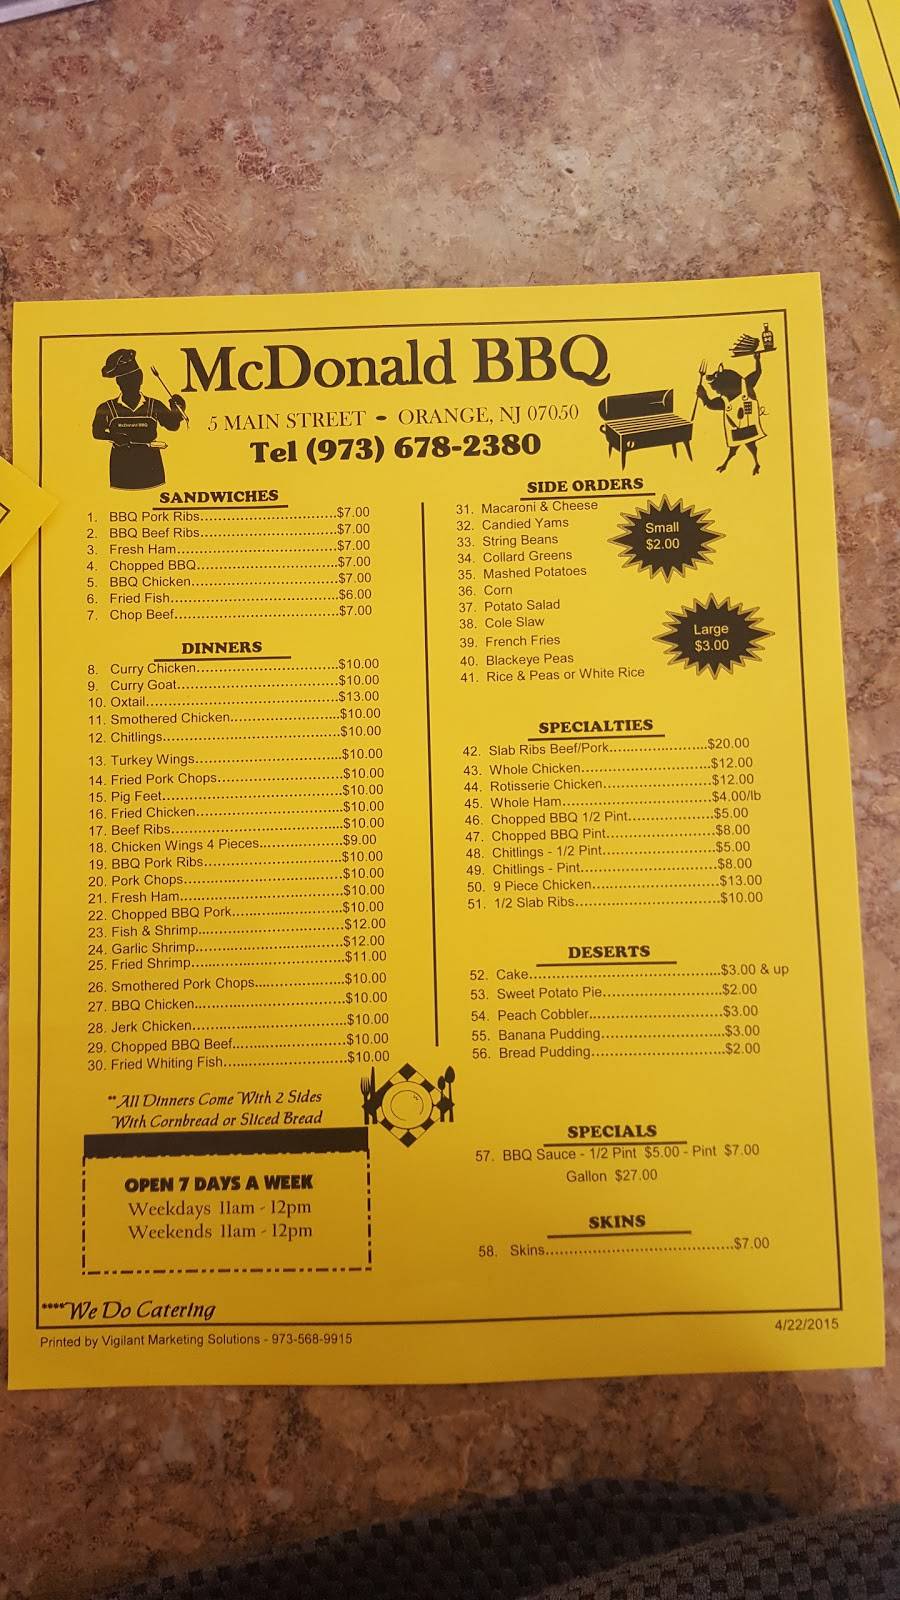 McDonald BBQ
5 MAIN STREET - ORANGE, NJ 07050
Tel (973) 678-2380
McDonald BBQ
SANDWICHES
1. BBQ Pork Ribs.....$7.00
2. BBQ Beef Ribs.....$7.00
3. Fresh Ham.....$7.00
4. Chopped BBQ.....$7.00
5. BBQ Chicken.....$7.00
6. Fried Fish.....$6.00
7. Chop Beef.....$7.00
DINNERS
8. Curry Chicken.....$10.00
9. Curry Goat.....$10.00
10. Oxtail.....$13.00
11. Smothered Chicken.....$10.00
12. Chitlings.....$10.00
13. Turkey Wings.....$10.00
14. Fried Pork Chops.....$10.00
15. Pig Feet.....$10.00
16. Fried Chicken.....$10.00
17. Beef Ribs.....$10.00
18. Chicken Wings 4 Pieces.....$9.00
19. BBQ Pork Ribs.....$10.00
20. Pork Chops.....$10.00
21. Fresh Ham.....$10.00
22. Chopped BBQ Pork.....$10.00
23. Fish & Shrimp.....$12.00
24. Garlic Shrimp.....$12.00
25. Fried Shrimp.....$11.00
26. Smothered Pork Chops.....$10.00
27. BBQ Chicken.....$10.00
28. Jerk Chicken.....$10.00
29. Chopped BBQ Beef.....$10.00
30. Fried Whiting Fish.....$10.00
**All Dinners Come With 2 Sides
With Cornbread or Sliced Bread
OPEN 7 DAYS A WEEK
Weekdays 11am - 12pm
Weekends 11am - 12pm
****We Do Catering
SIDE ORDERS
31. Macaroni & Cheese
32. Candied Yams
33. String Beans
34. Collard Greens
35. Mashed Potatoes
36. Corn
37. Potato Salad
38. Cole Slaw
39. French Fries
40. Blackeye Peas
41. Rice & Peas or White Rice
Small
$2.00
Large
$3.00
SPECIALTIES
42. Slab Ribs Beef/Pork.....$20.00
43. Whole Chicken.....$12.00
44. Rotisserie Chicken.....$12.00
45. Whole Ham.....$4.00/lb
46. Chopped BBQ 1/2 Pint.....$5.00
47. Chopped BBQ Pint.....$8.00
48. Chitlings - 1/2 Pint.....$5.00
49. Chitlings - Pint.....$8.00
50. 9 Piece Chicken.....$13.00
51. 1/2 Slab Ribs.....$10.00
DESERTS
52. Cake.....$3.00 & up
53. Sweet Potato Pie.....$2.00
54. Peach Cobbler.....$3.00
55. Banana Pudding.....$3.00
56. Bread Pudding.....$2.00
SPECIALS
57. BBQ Sauce - 1/2 Pint $5.00 - Pint $7.00
Gallon $27.00
SKINS
58. Skins.....$7.00
Printed by Vigilant Marketing Solutions - 973-568-9915
4/22/2015